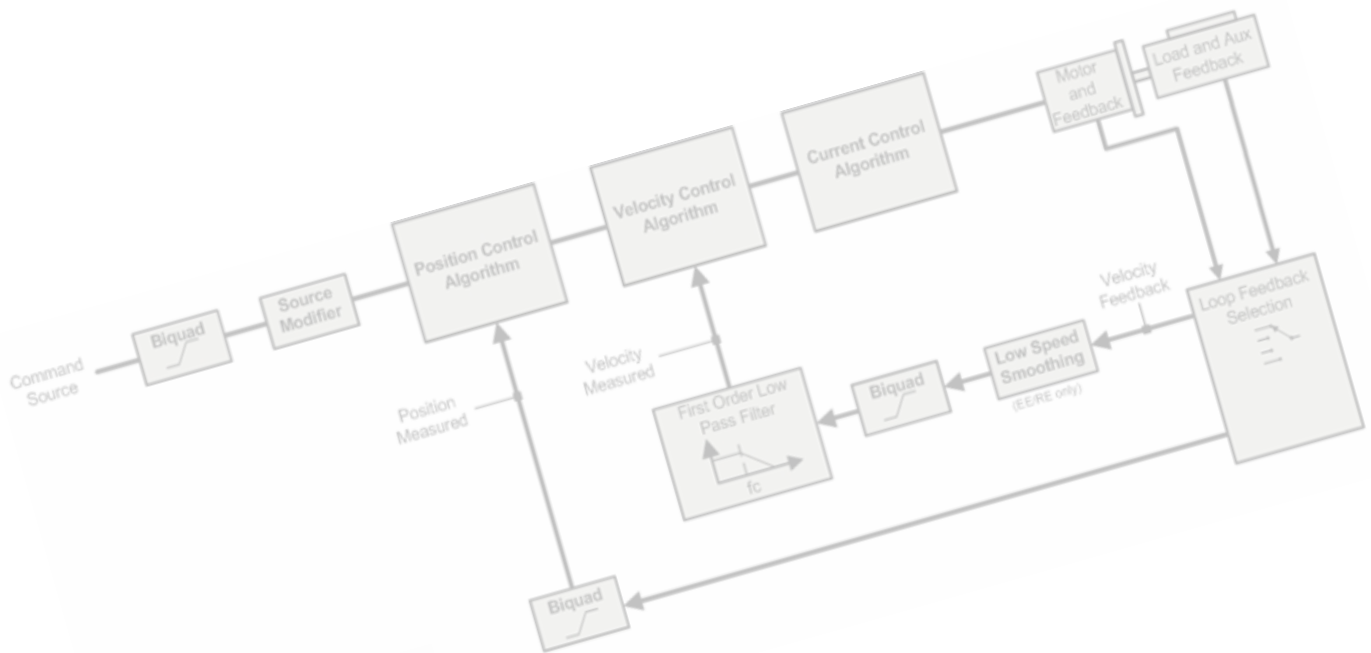 Command
Source
Biquad
Source
Modifier
Position Control
Algorithm
Velocity Control
Algorithm
Current Control
Algorithm
Motor
and
Feedback
Load and Aux
Feedback
Loop Feedback
Selection
Velocity
Feedback
Low Speed
Smoothing
(EE/RE only)
Biquad
First Order Low
Pass Filter
fc
Velocity
Measured
Position
Measured
Biquad